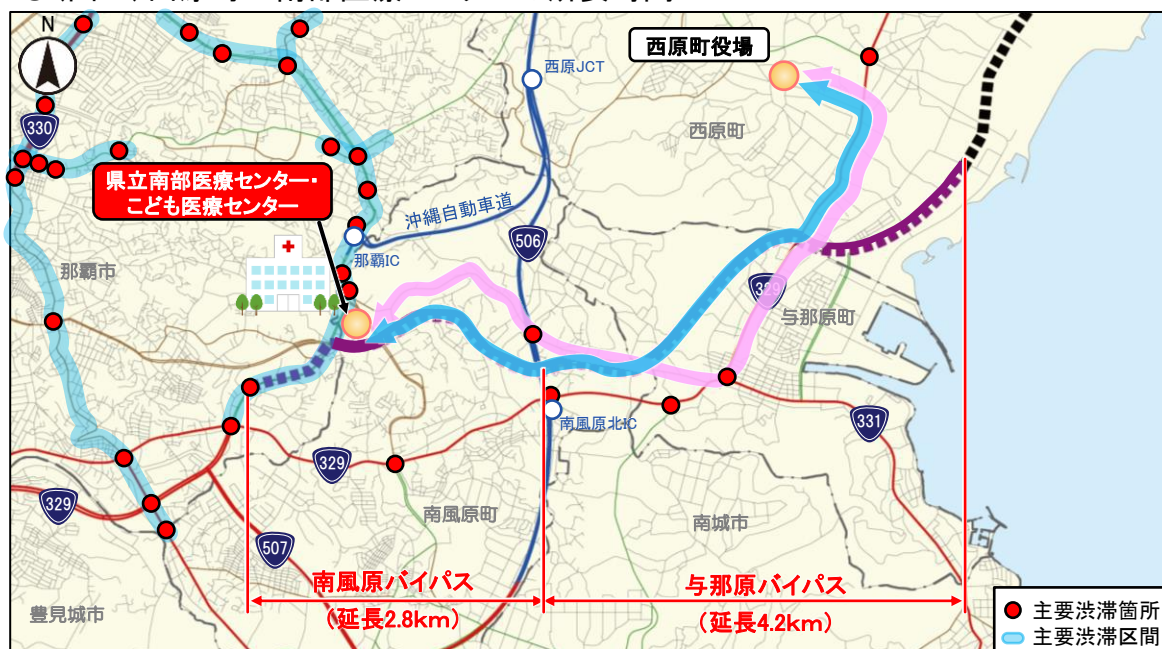 N
西原町役場
西原JCT
330
西原町
県立南部医療センター・
こども医療センター
沖縄自動車道
506
那覇市
那覇IC
329
与那原町
南風原北IC
331
329
329
南風原町
南城市
507
南風原バイパス
(延長2.8km)
与那原バイパス
(延長4.2km)
豊見城市
主要渋滞箇所
主要渋滞区間